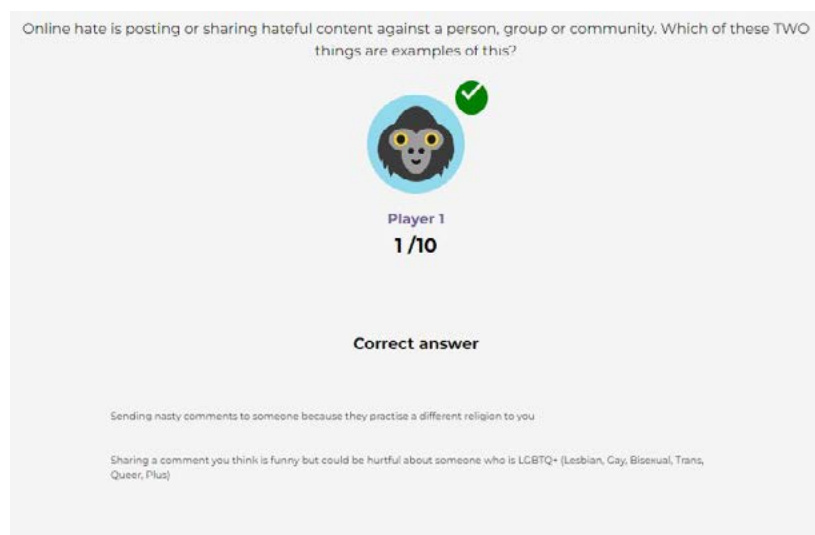 Online hate is posting or sharing hateful content against a person, group or community. Which of these TWO
things are examples of this?
Player 1
1 /10
Correct answer
Sending nasty comments to someone because they practise a different religion to you
Sharing a comment you think is funny but could be hurtful about someone who is LGBTQ+ (Lesbian, Gay, Bisexual, Trans,
Queer, Plus)